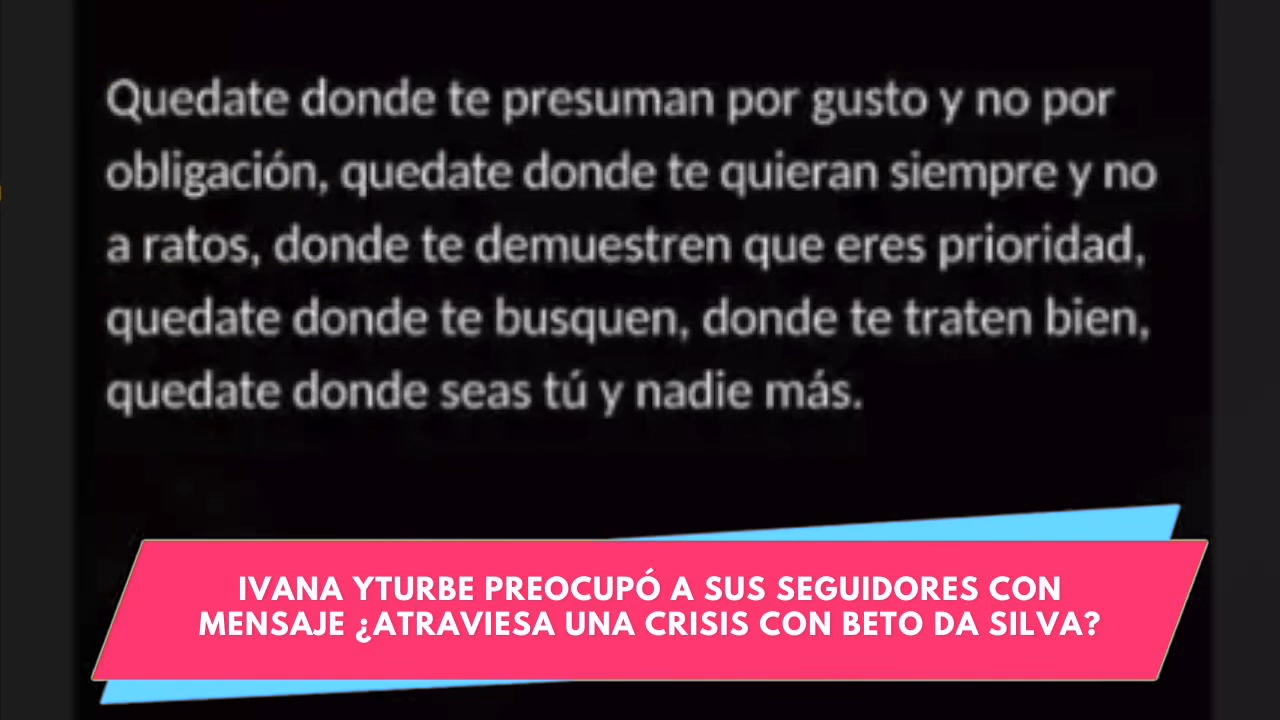 Quedate donde te presuman por gusto y no por
obligación, quedate donde te quieran siempre y no
a ratos, donde te demuestren que eres prioridad,
quedate donde te busquen, donde te traten bien,
quedate donde seas tú y nadie más.
IVANA YTURBE PREOCUPÓ A SUS SEGUIDORES CON
MENSAJE ¿ATRAVIESA UNA CRISIS CON BETO DA SILVA?